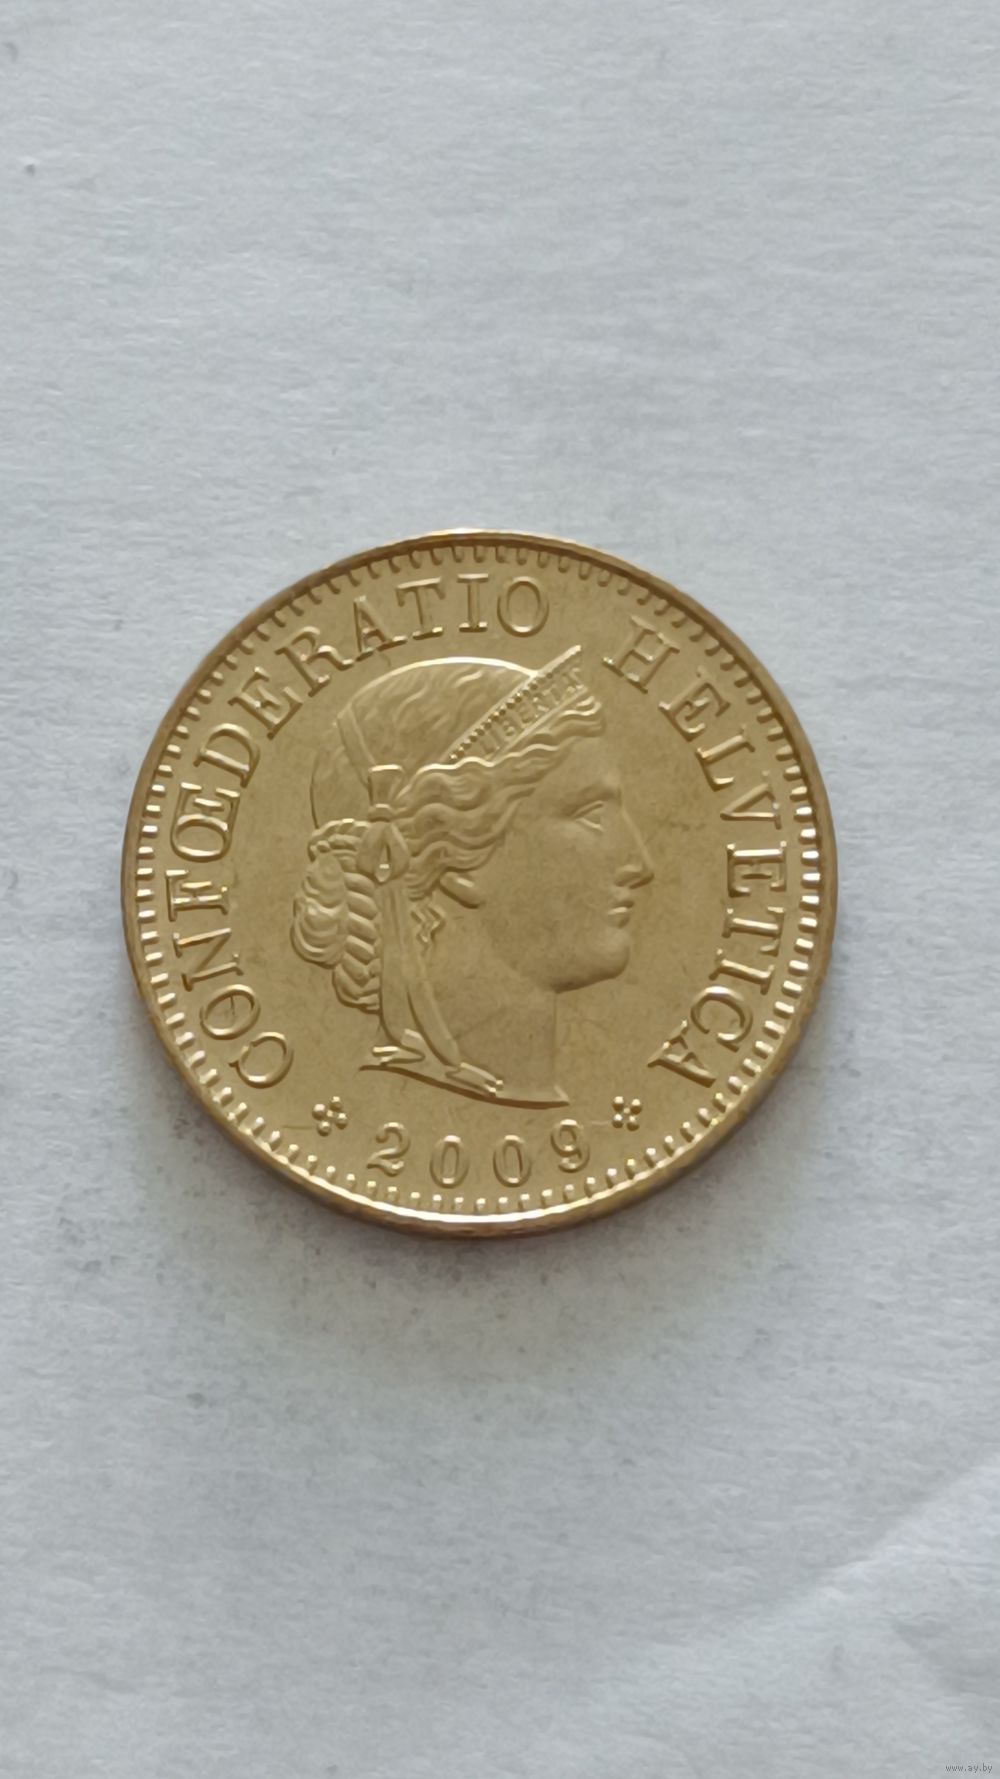 CONFŒDERATIO HELVETICA
LIBERTAS
2009
www.ay.by